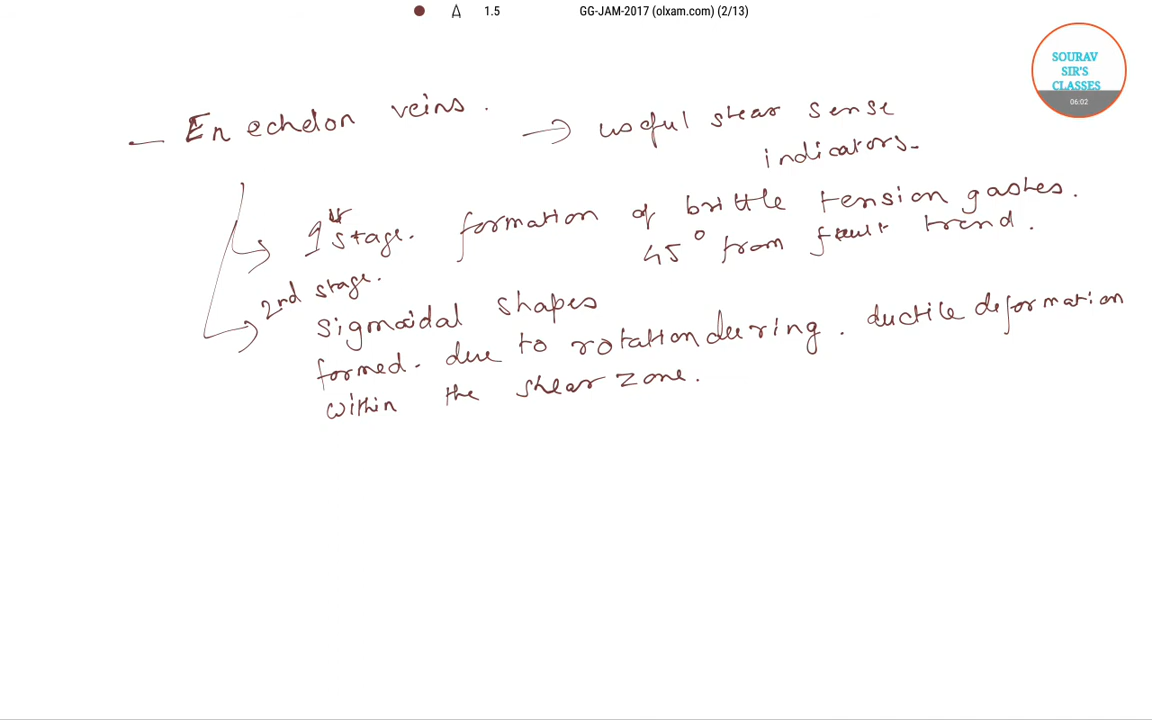 1.5 GG-JAM-2017 (olxam.com) (2/13)
SOURAV
SIR'S
CLASSES
06:02
— En echelon veins. → useful shear sense
indicators.
1st stage. formation of brittle tension gashes.
45° from fault trend.
2nd stage.
sigmoidal shapes
formed. due to rotation during. ductile deformation
within the shear zone.